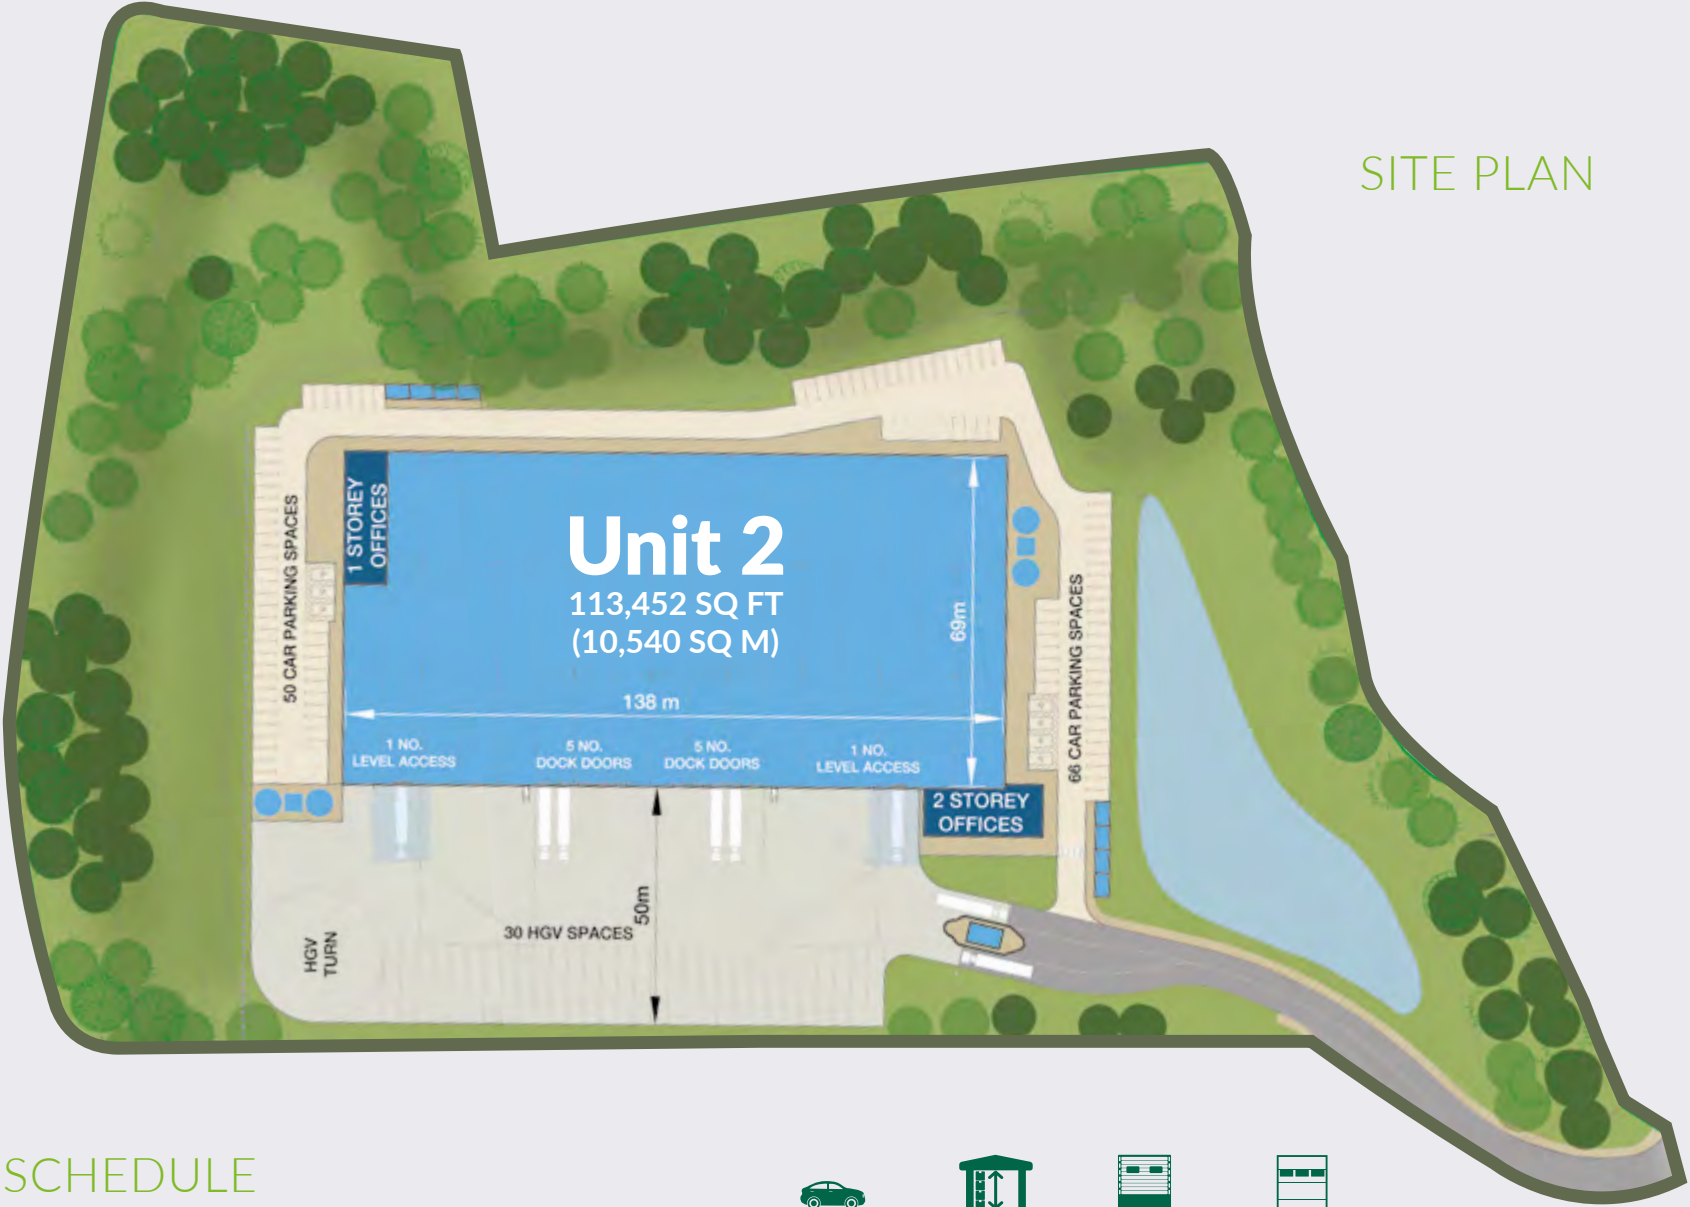 SITE PLAN
1 STOREY
OFFICES
50 CAR PARKING SPACES
Unit 2
113,452 SQ FT
(10,540 SQ M)
69m
66 CAR PARKING SPACES
138 m
1 NO.
LEVEL ACCESS
5 NO.
DOCK DOORS
5 NO.
DOCK DOORS
1 NO.
LEVEL ACCESS
2 STOREY
OFFICES
50m
30 HGV SPACES
HGV
TURN
SCHEDULE